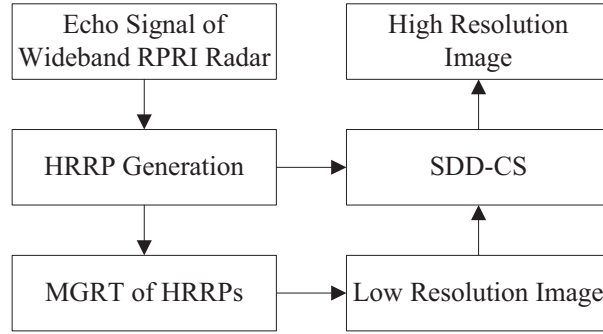 Echo Signal of
Wideband RPRI Radar
High Resolution
Image
HRRP Generation
SDD-CS
MGRT of HRRPs
Low Resolution Image